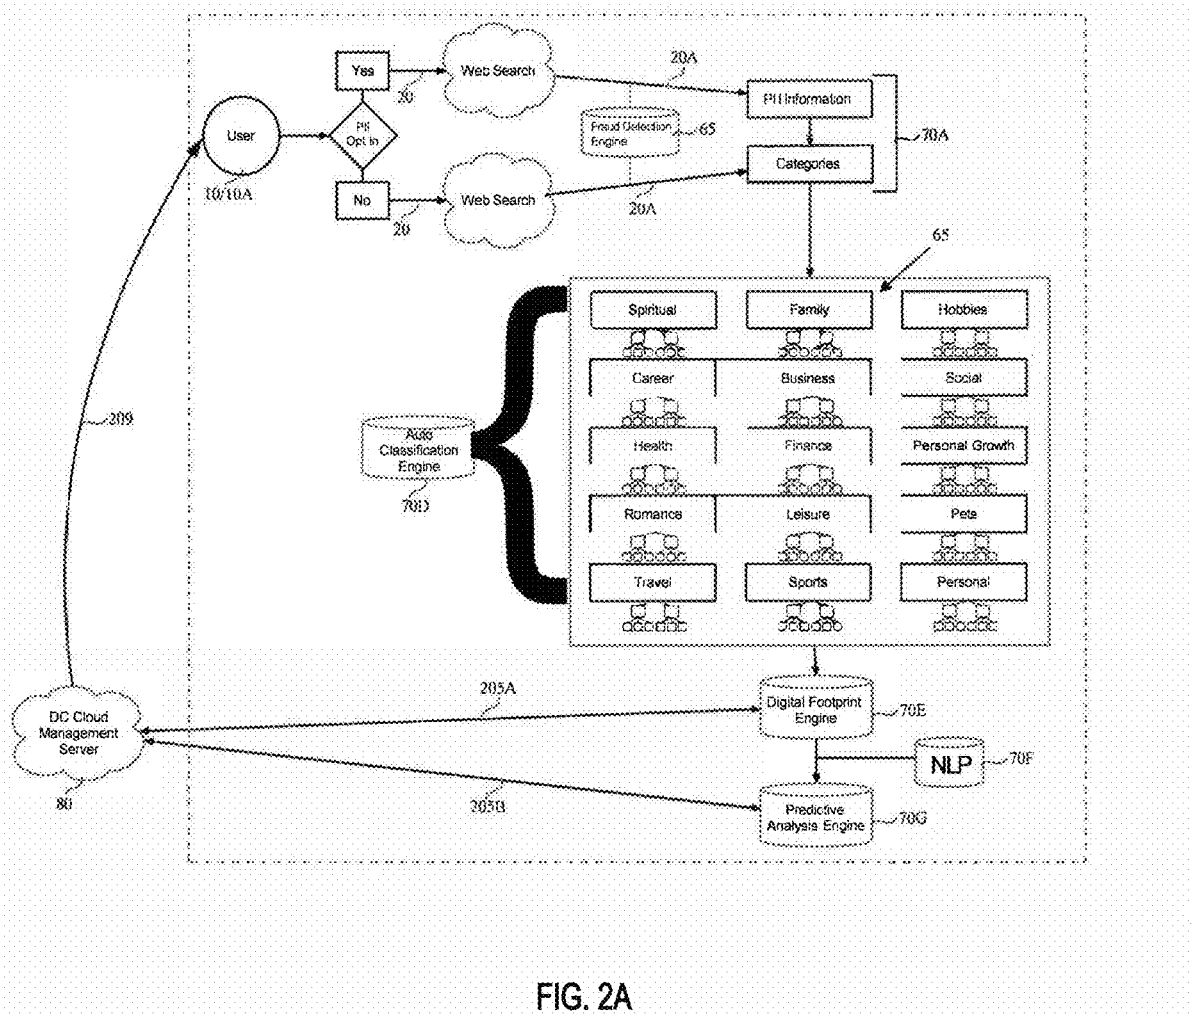 Yes
20
Web Search
20A
PII Information
User
10/10A
PII
Opt In
Fraud Detection
Engine
65
70A
Categories
No
20
Web Search
20A
65
Spiritual
Family
Hobbies
Career
Business
Social
209
Auto
Classification
Engine
70D
Health
Finance
Personal Growth
Romance
Leisure
Pets
Travel
Sports
Personal
DC Cloud
Management
Server
80
205A
Digital Footprint
Engine
70E
NLP
70F
205B
Predictive
Analysis Engine
70G
FIG. 2A